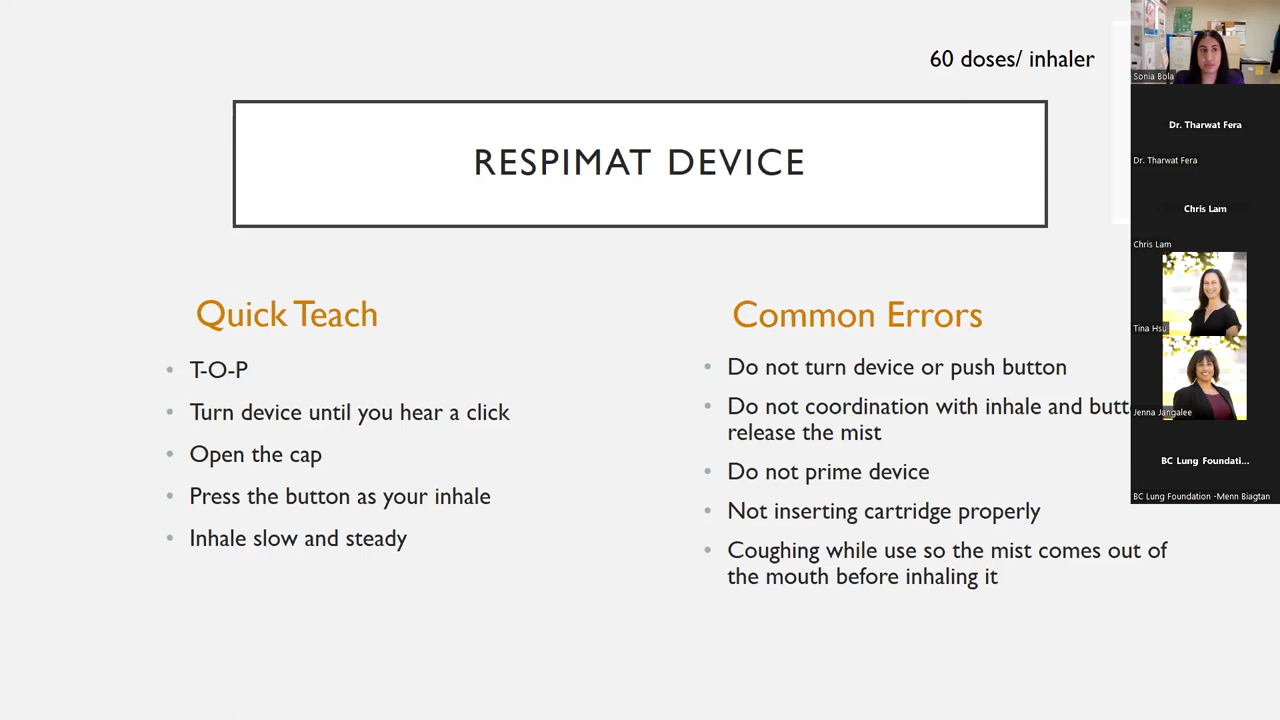 60 doses/ inhaler
RESPIMAT DEVICE
Quick Teach
• T-O-P
• Turn device until you hear a click
• Open the cap
• Press the button as your inhale
• Inhale slow and steady
Common Errors
• Do not turn device or push button
• Do not coordination with inhale and
release the mist
• Do not prime device
• Not inserting cartridge properly
• Coughing while use so the mist comes out of
the mouth before inhaling it
Sonia Bola
Dr. Tharwat Fera
Dr. Tharwat Fera
Chris Lam
Chris Lam
Tina Hsu
Jenna Jangalee
BC Lung Foundati...
BC Lung Foundation -Menn Biagtan